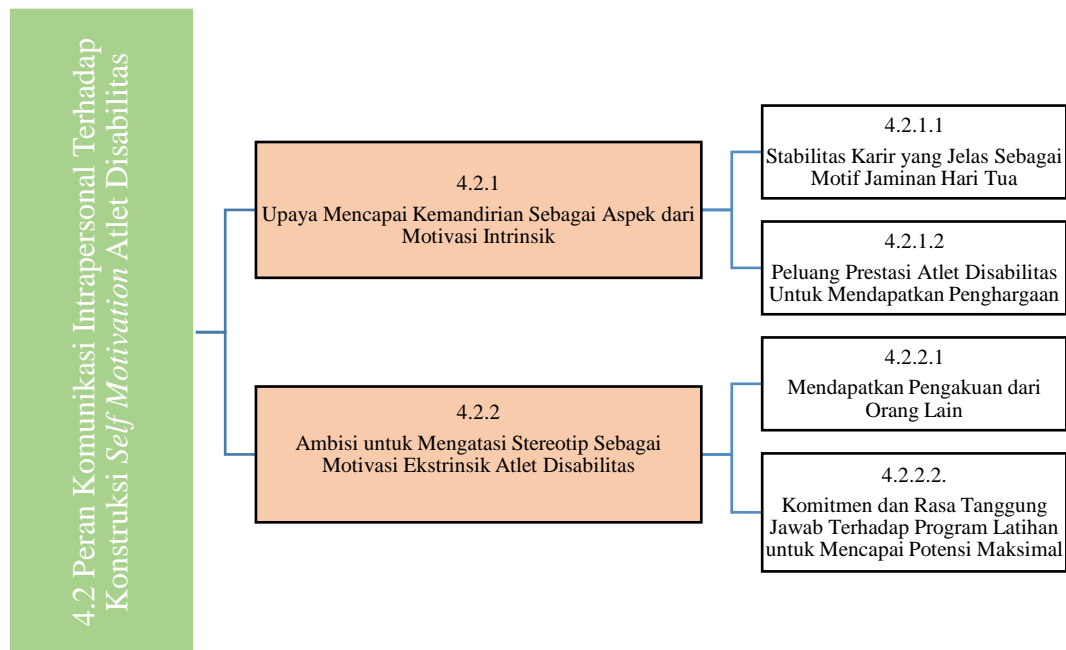 4.2 Peran Komunikasi Intrapersonal Terhadap
Konstruksi Self Motivation Atlet Disabilitas
4.2.1
Upaya Mencapai Kemandirian Sebagai Aspek dari
Motivasi Intrinsik
4.2.1.1
Stabilitas Karir yang Jelas Sebagai
Motif Jaminan Hari Tua
4.2.1.2
Peluang Prestasi Atlet Disabilitas
Untuk Mendapatkan Penghargaan
4.2.2
Ambisi untuk Mengatasi Stereotip Sebagai
Motivasi Ekstrinsik Atlet Disabilitas
4.2.2.1
Mendapatkan Pengakuan dari
Orang Lain
4.2.2.2.
Komitmen dan Rasa Tanggung
Jawab Terhadap Program Latihan
untuk Mencapai Potensi Maksimal